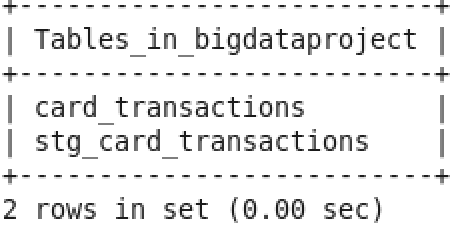 +--------------------------+
| Tables_in_bigdataproject |
+--------------------------+
| card_transactions        |
| stg_card_transactions    |
+--------------------------+
2 rows in set (0.00 sec)